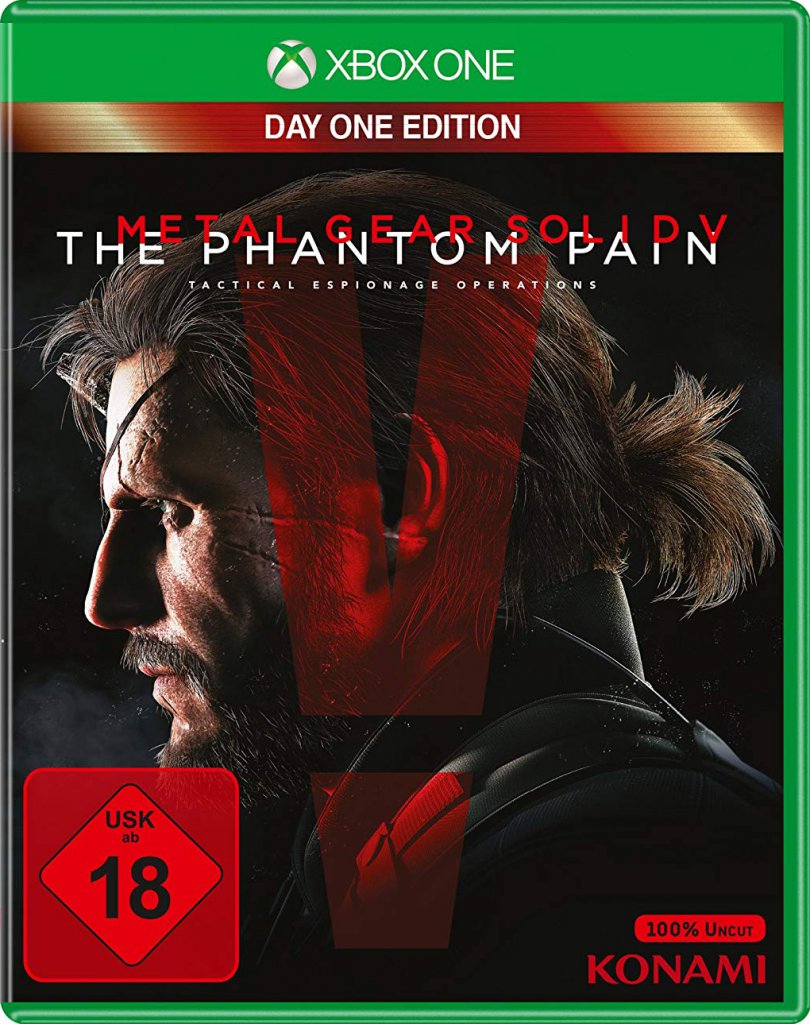 XBOX ONE
DAY ONE EDITION
METAL GEAR SOLID V
THE PHANTOM PAIN
TACTICAL ESPIONAGE OPERATIONS
USK
ab
18
100% UNCUT
KONAMI